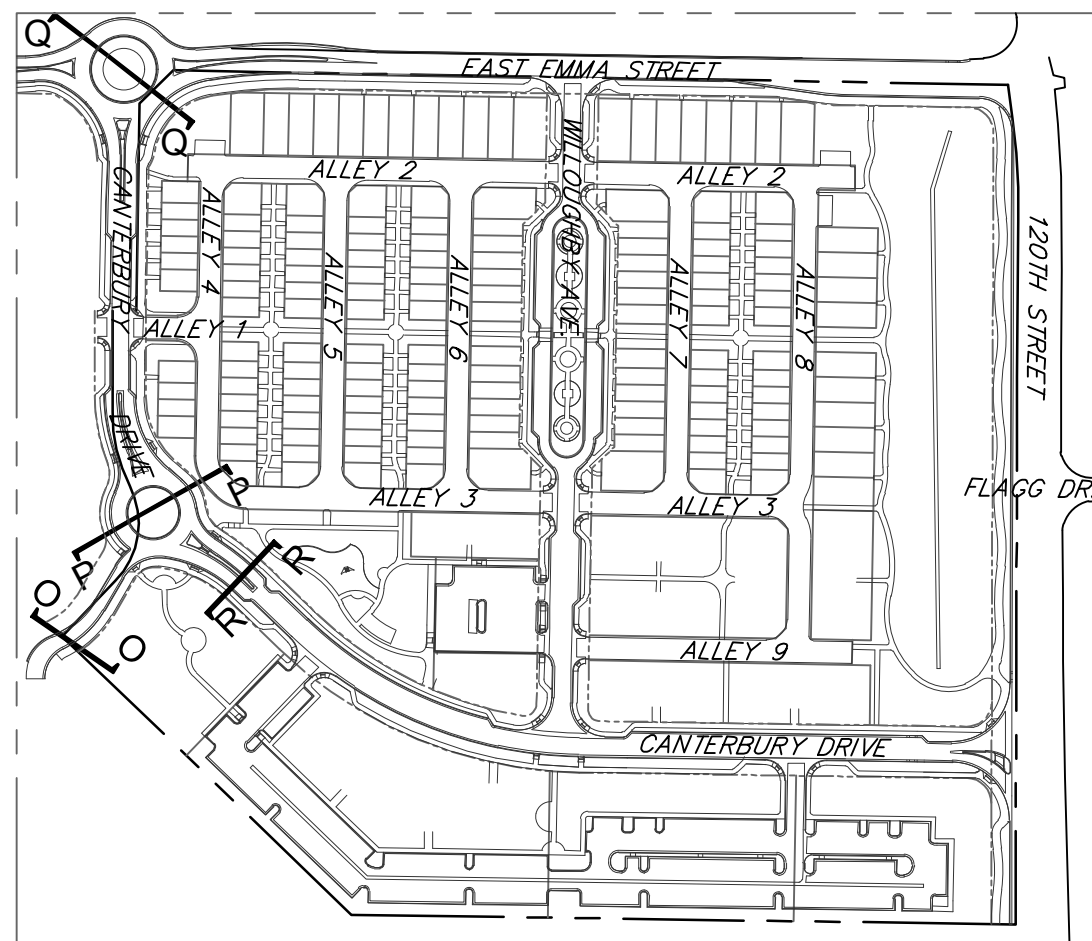 Q
EAST EMMA STREET
Q
WILLOUGHBY AVE.
ALLEY 2
ALLEY 2
CANTERBURY
DRIVE
ALLEY 4
ALLEY 1
ALLEY 5
ALLEY 6
ALLEY 7
ALLEY 8
120TH STREET
P
ALLEY 3
ALLEY 3
FLAGG DR
P
R
O
R
O
ALLEY 9
CANTERBURY DRIVE